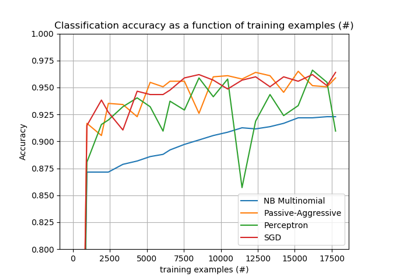 Classification accuracy as a function of training examples (#)
1.000
0.975
0.950
0.925
0.900
0.875
0.850
0.825
0.800
Accuracy
NB Multinomial
Passive-Aggressive
Perceptron
SGD
0 2500 5000 7500 10000 12500 15000 17500
training examples (#)